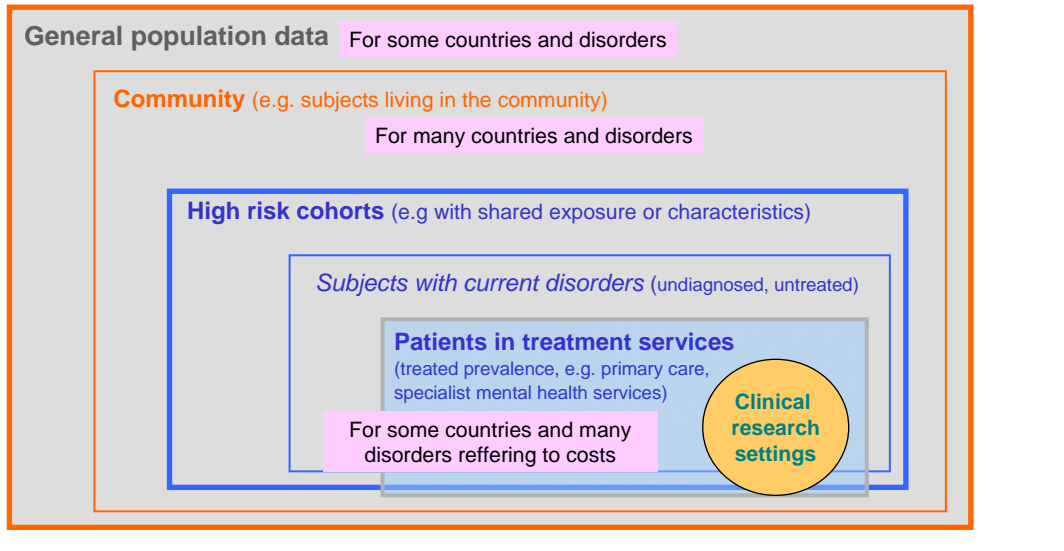 General population data
For some countries and disorders
Community (e.g. subjects living in the community)
For many countries and disorders
High risk cohorts (e.g with shared exposure or characteristics)
Subjects with current disorders (undiagnosed, untreated)
Patients in treatment services
(treated prevalence, e.g. primary care,
specialist mental health services)
For some countries and many
disorders reffering to costs
Clinical
research
settings